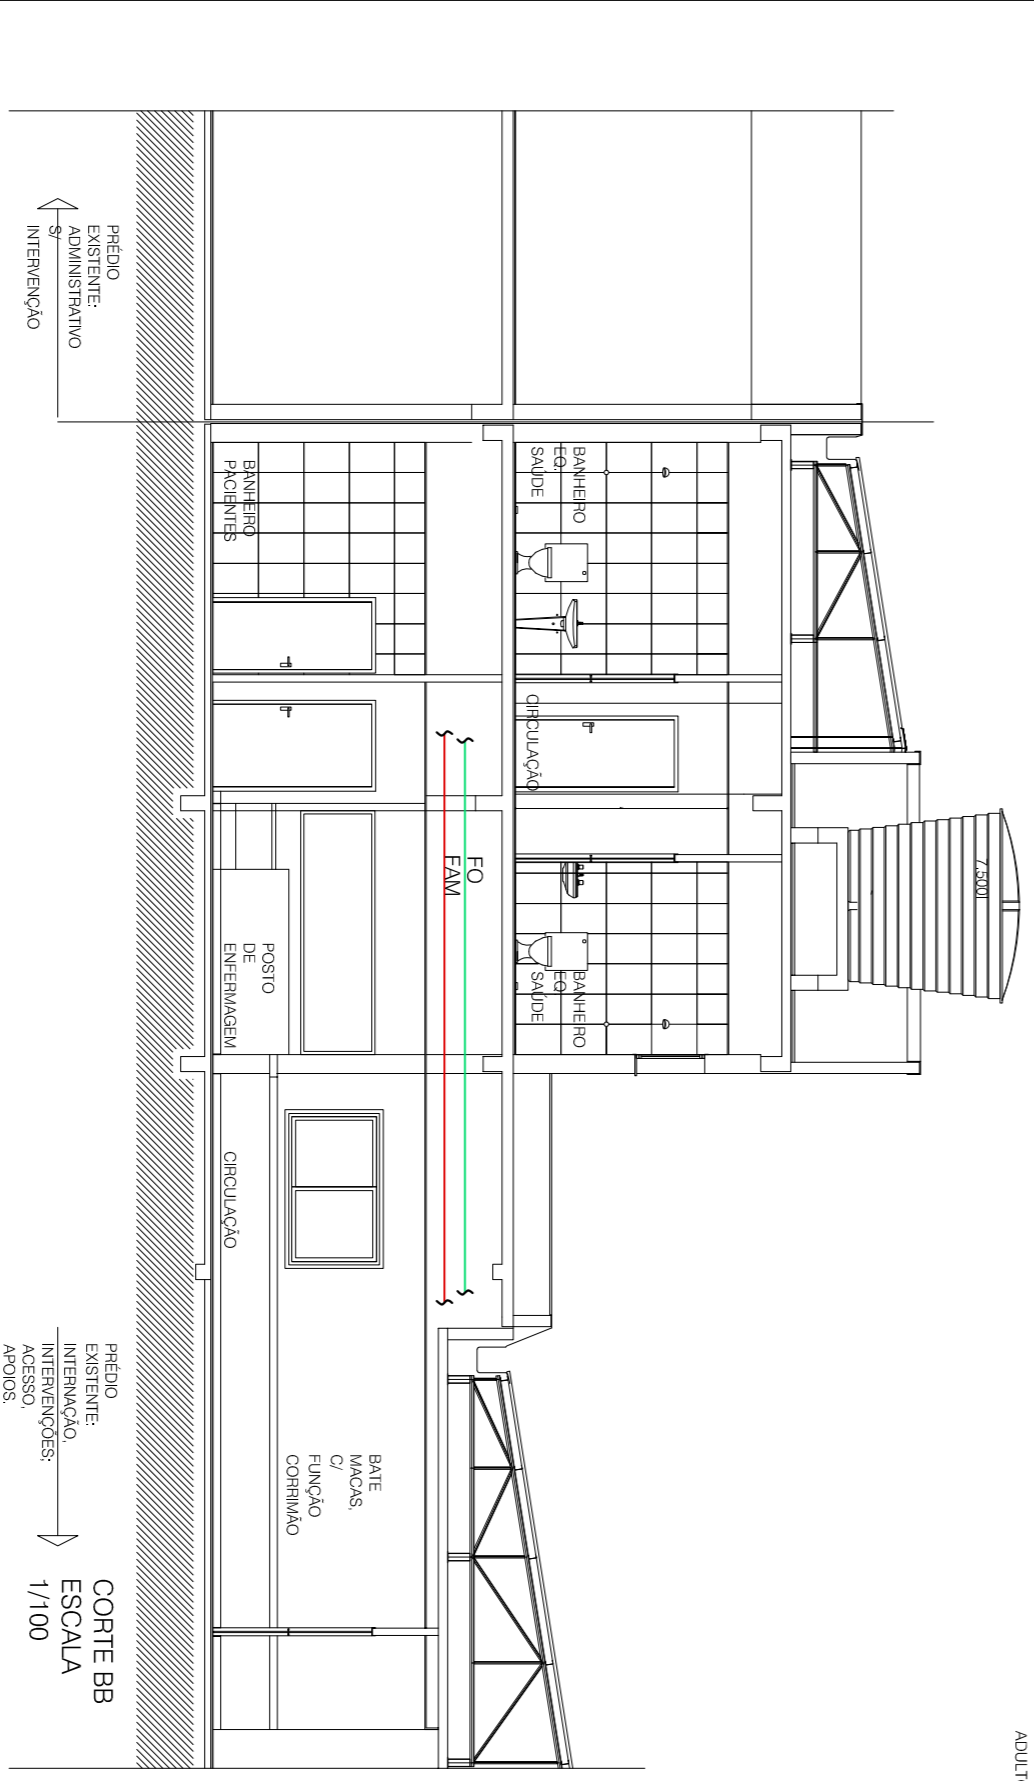 ADULT
7.500l
BANHEIRO
EQ.
SAÚDE
CIRCULAÇÃO
BANHEIRO
EQ.
SAÚDE
BANHEIRO
PACIENTES
FO
FAM
POSTO
DE
ENFERMAGEM
CIRCULAÇÃO
BATE
MACAS,
C/
FUNÇÃO
CORRIMÃO
PRÉDIO
EXISTENTE:
ADMINISTRATIVO
S/
INTERVENÇÃO
PRÉDIO
EXISTENTE:
INTERNAÇÃO,
INTERVENÇÕES:
ACESSO,
APOIOS.
CORTE BB
ESCALA
1/100